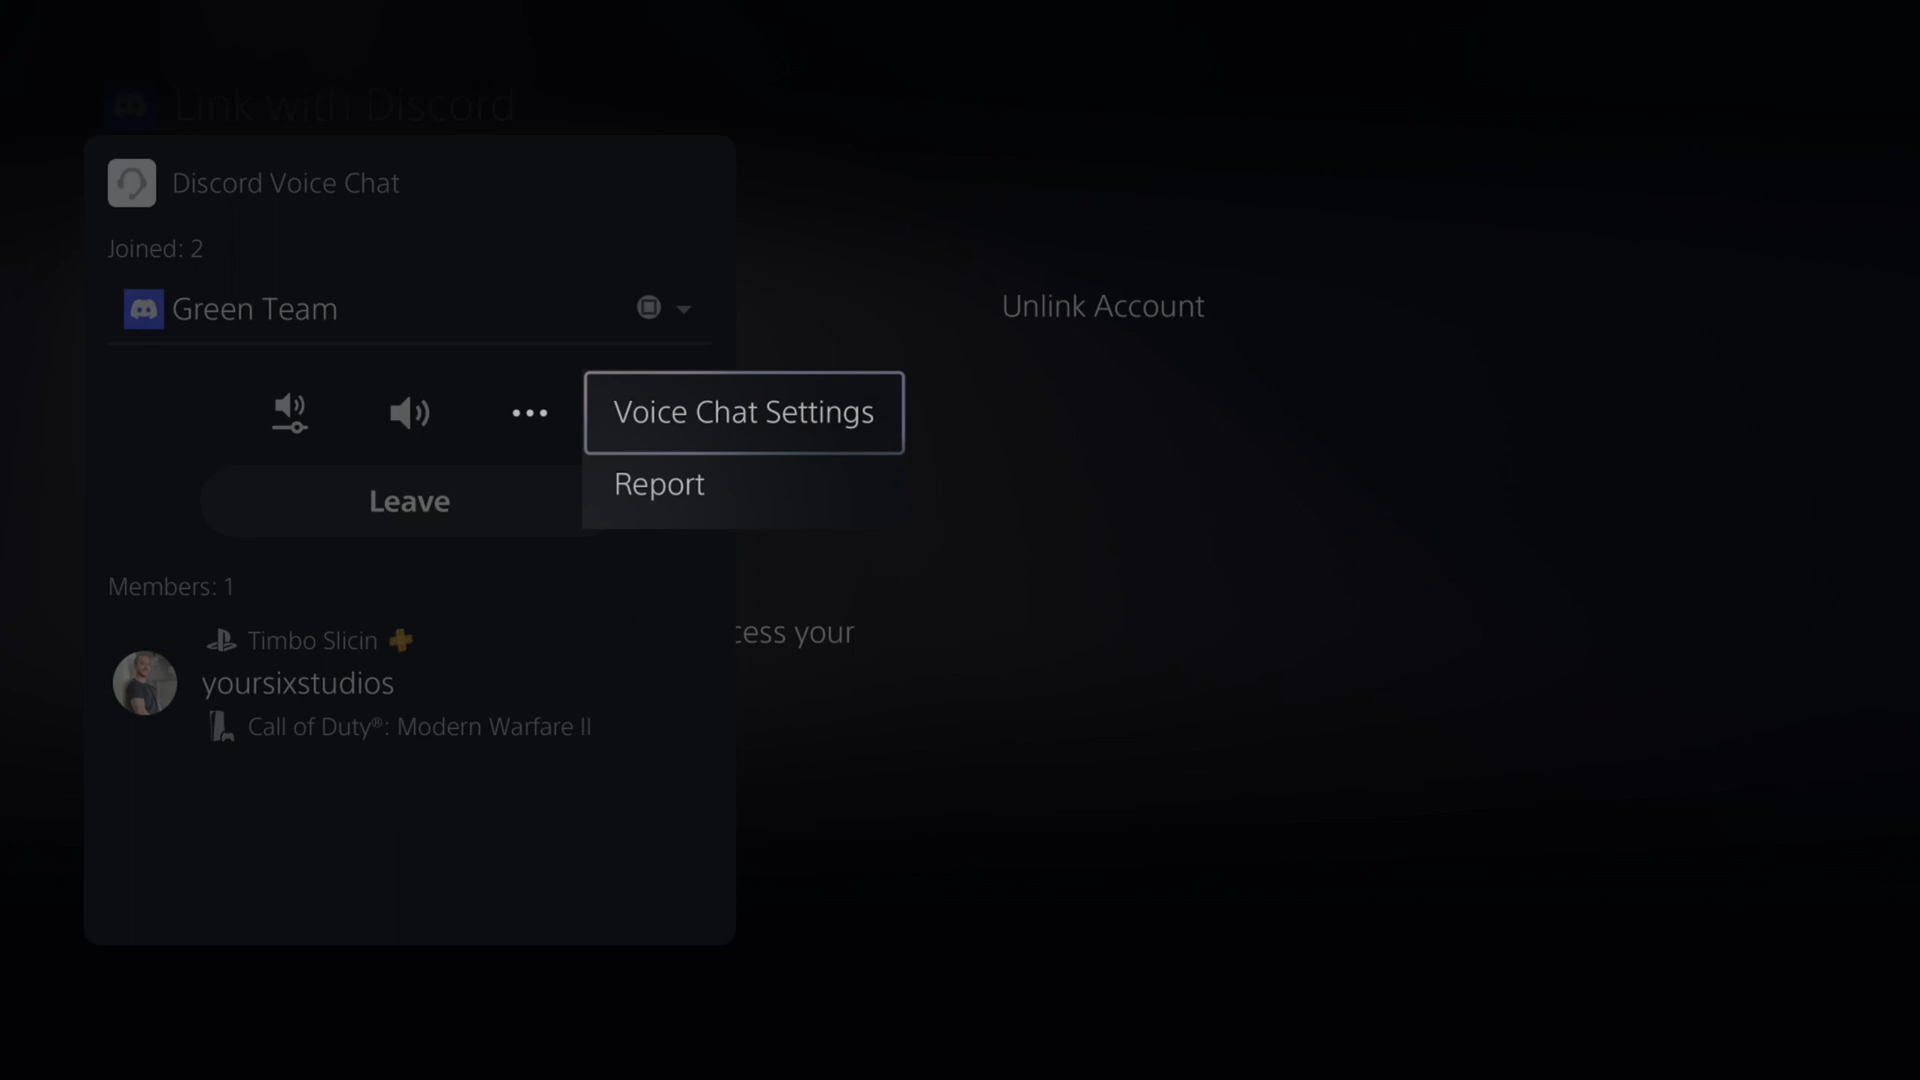 Link with Discord
Discord Voice Chat
Joined: 2
Green Team
Unlink Account
Voice Chat Settings
Report
Leave
Members: 1
Timbo Slicin
cess your
yoursixstudios
Call of Duty®: Modern Warfare II